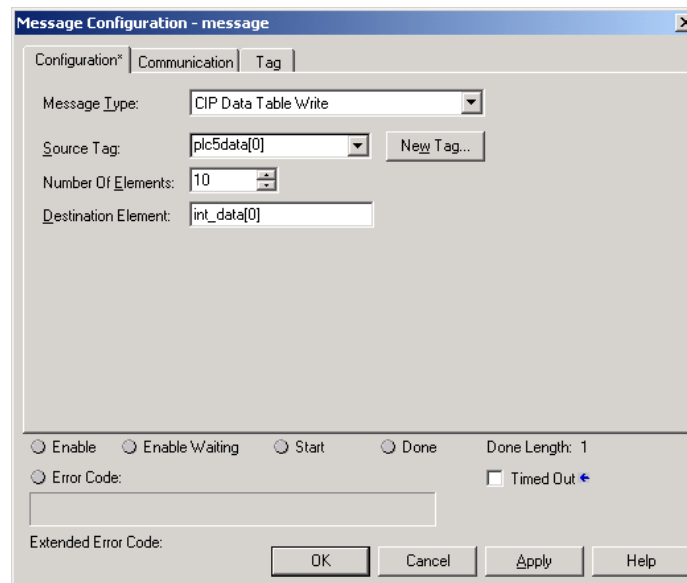 Message Configuration - message
Configuration* Communication Tag
Message Type: CIP Data Table Write
Source Tag: plc5data[0] New Tag...
Number Of Elements: 10
Destination Element: int_data[0]
Enable Enable Waiting Start Done Done Length: 1
Error Code: Timed Out
Extended Error Code:
OK Cancel Apply Help